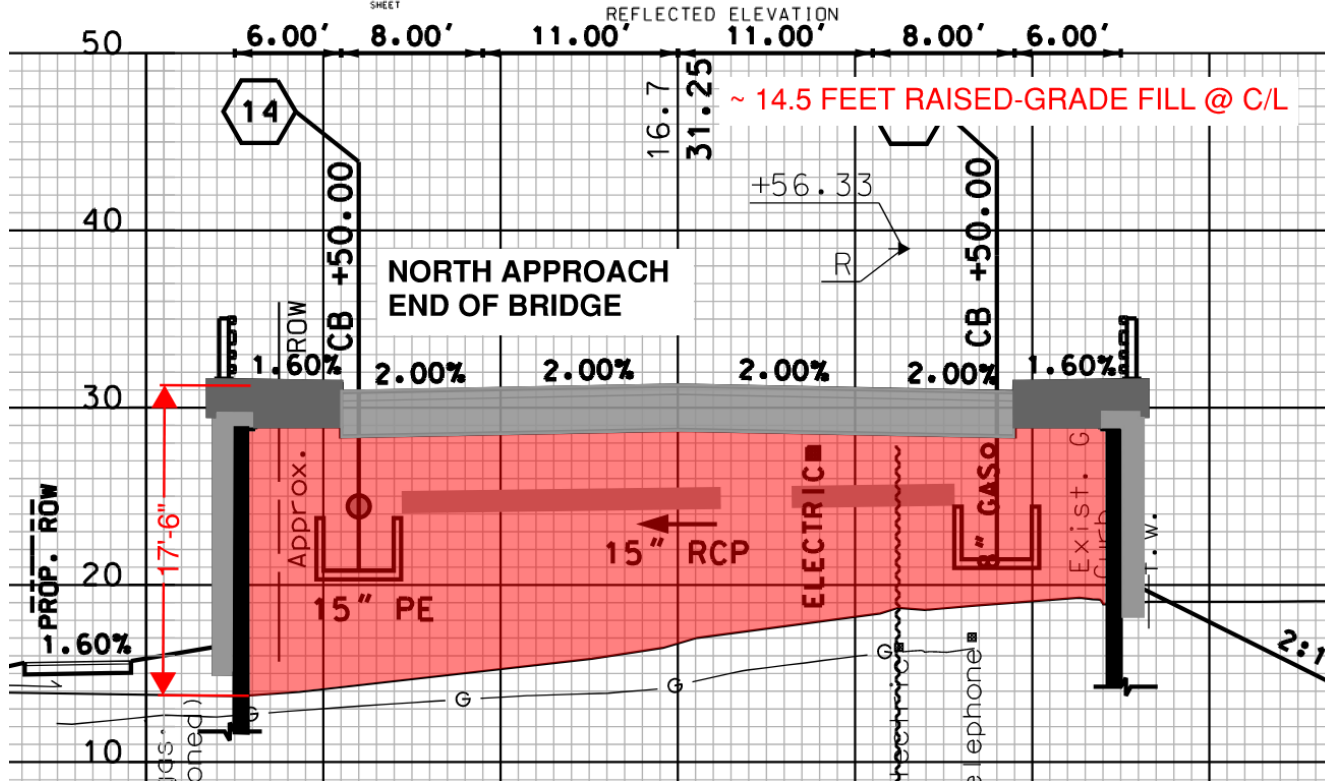 SHEET
REFLECTED ELEVATION
50
6.00'
8.00'
11.00'
11.00'
8.00'
6.00'
14
16.7
31.25
~ 14.5 FEET RAISED-GRADE FILL @ C/L
CB +50.00
+56.33
R
CB +50.00
40
NORTH APPROACH
END OF BRIDGE
ROW
1.60%
2.00%
2.00%
2.00%
2.00%
1.60%
30
17'-6"
PROP. ROW
Approx.
ELECTRIC
8" GAS
Exist. G
Curb
T.W.
15" RCP
20
15" PE
1.60%
2:1
G
G
G
G
gas.
oned)
lectric
elephone
10